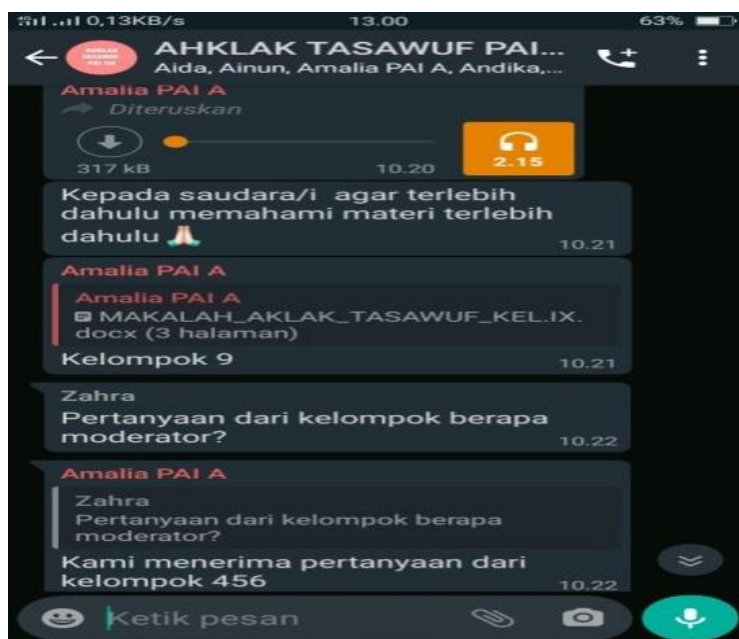 0,13KB/s 13.00 63%
AHKLAK TASAWUF PAI...
Aida, Ainun, Amalia PAI A, Andika,...
Amalia PAI A
Diteruskan
317 kB 10.20 2.15
Kepada saudara/i agar terlebih
dahulu memahami materi terlebih
dahulu 🙏🏻
10.21
Amalia PAI A
Amalia PAI A
MAKALAH_AKLAK_TASAWUF_KEL.IX.
docx (3 halaman)
Kelompok 9
10.21
Zahra
Pertanyaan dari kelompok berapa
moderator?
10.22
Amalia PAI A
Zahra
Pertanyaan dari kelompok berapa
moderator?
Kami menerima pertanyaan dari
kelompok 456
10.22
Ketik pesan